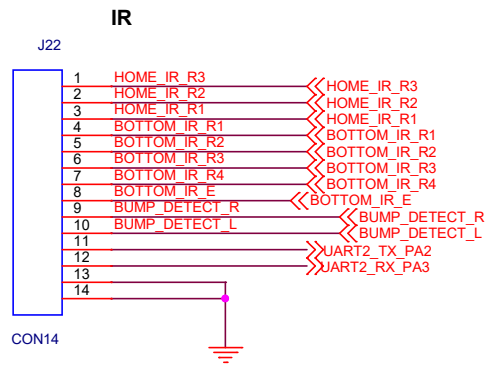 IR
J22
1 HOME_IR_R3 HOME_IR_R3
2 HOME_IR_R2 HOME_IR_R2
3 HOME_IR_R1 HOME_IR_R1
4 BOTTOM_IR_R1 BOTTOM_IR_R1
5 BOTTOM_IR_R2 BOTTOM_IR_R2
6 BOTTOM_IR_R3 BOTTOM_IR_R3
7 BOTTOM_IR_R4 BOTTOM_IR_R4
8 BOTTOM_IR_E BOTTOM_IR_E
9 BUMP_DETECT_R BUMP_DETECT_R
10 BUMP_DETECT_L BUMP_DETECT_L
11 UART2_TX_PA2
12 UART2_RX_PA3
13
14
CON14